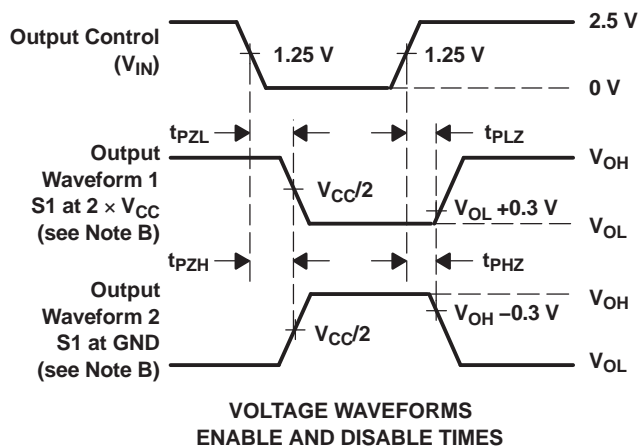 Output Control
(VIN)
1.25 V
1.25 V
2.5 V
0 V
tPZL
tPLZ
Output
Waveform 1
S1 at 2 × VCC
(see Note B)
VCC/2
VOL +0.3 V
VOH
VOL
tPZH
tPHZ
Output
Waveform 2
S1 at GND
(see Note B)
VCC/2
VOH −0.3 V
VOH
VOL
VOLTAGE WAVEFORMS
ENABLE AND DISABLE TIMES